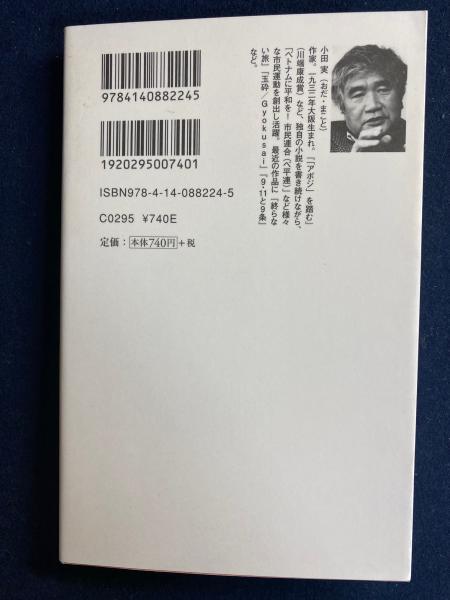 9784140882245
1920295007401
ISBN978-4-14-088224-5
C0295 ¥740E
定価：本体740円+税
小田 実（おだ・まこと）
作家。一九三二年大阪生まれ。「「アボジ」を踏む」
（川端康成賞）など、独自の小説を書き続けながら、
「ベトナムに平和を！市民連合（ベ平連）」など様々
な市民運動を創出し活躍。最近の作品に『終らな
い旅』『玉砕／Gyokusai』『9・11と9条』
など。